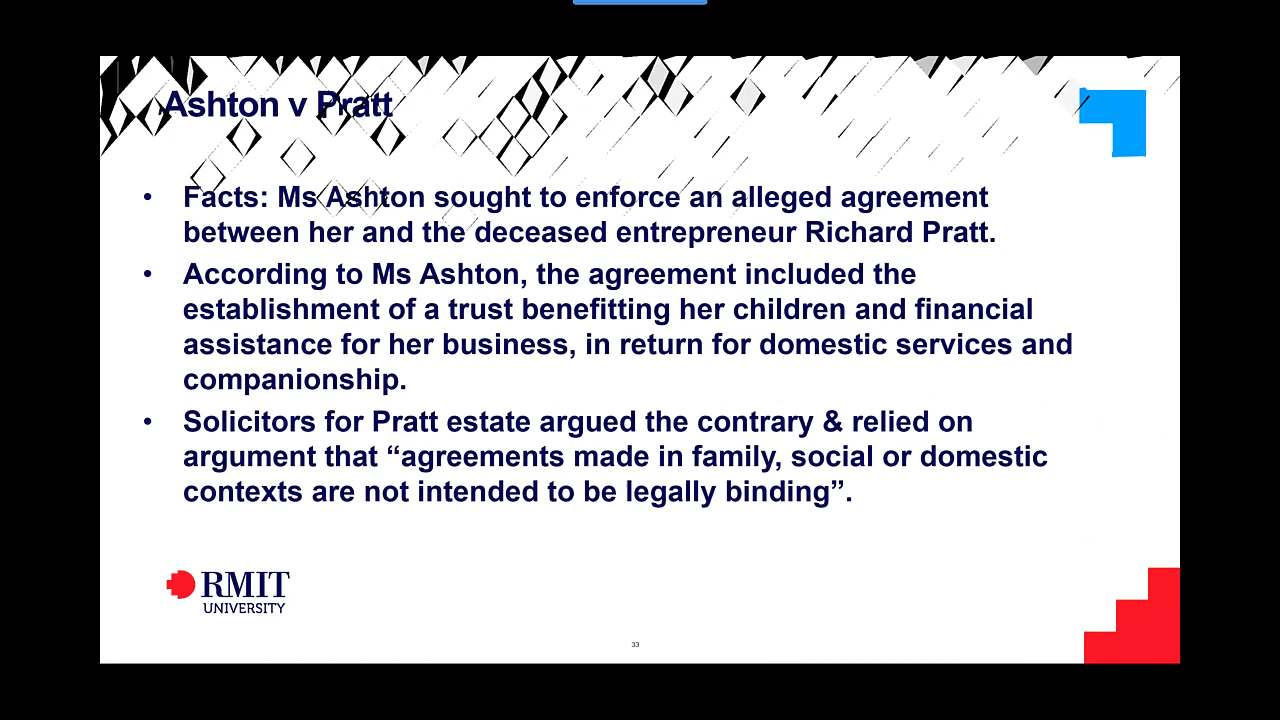 Ashton v Pratt
• Facts: Ms Ashton sought to enforce an alleged agreement
between her and the deceased entrepreneur Richard Pratt.
• According to Ms Ashton, the agreement included the
establishment of a trust benefitting her children and financial
assistance for her business, in return for domestic services and
companionship.
• Solicitors for Pratt estate argued the contrary & relied on
argument that “agreements made in family, social or domestic
contexts are not intended to be legally binding”.
RMIT
UNIVERSITY
33